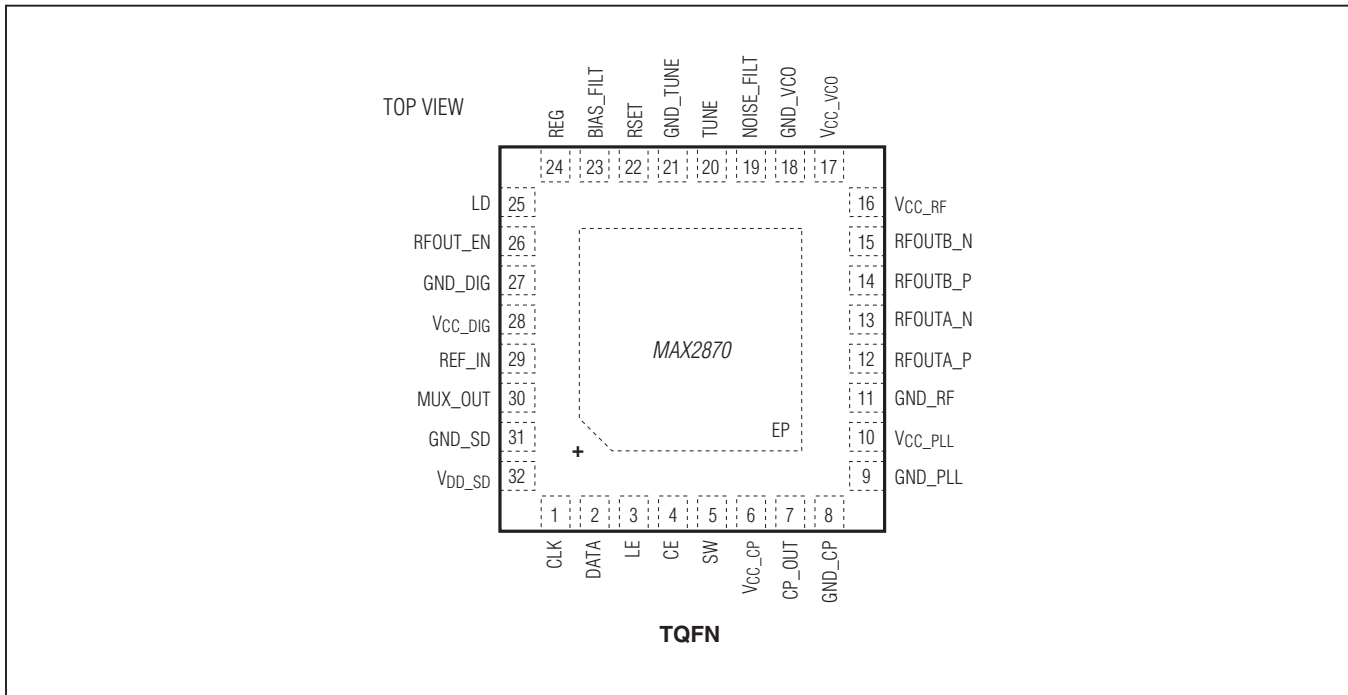 TOP VIEW
REG
BIAS_FILT
RSET
GND_TUNE
TUNE
NOISE_FILT
GND_VCO
VCC_VCO
24
23
22
21
20
19
18
17
LD 25
RFOUT_EN 26
GND_DIG 27
VCC_DIG 28
REF_IN 29
MUX_OUT 30
GND_SD 31
VDD_SD 32
16 VCC_RF
15 RFOUTB_N
14 RFOUTB_P
13 RFOUTA_N
12 RFOUTA_P
11 GND_RF
10 VCC_PLL
9 GND_PLL
MAX2870
EP
+
1
2
3
4
5
6
7
8
CLK
DATA
LE
CE
SW
VCC_CP
CP_OUT
GND_CP
TQFN